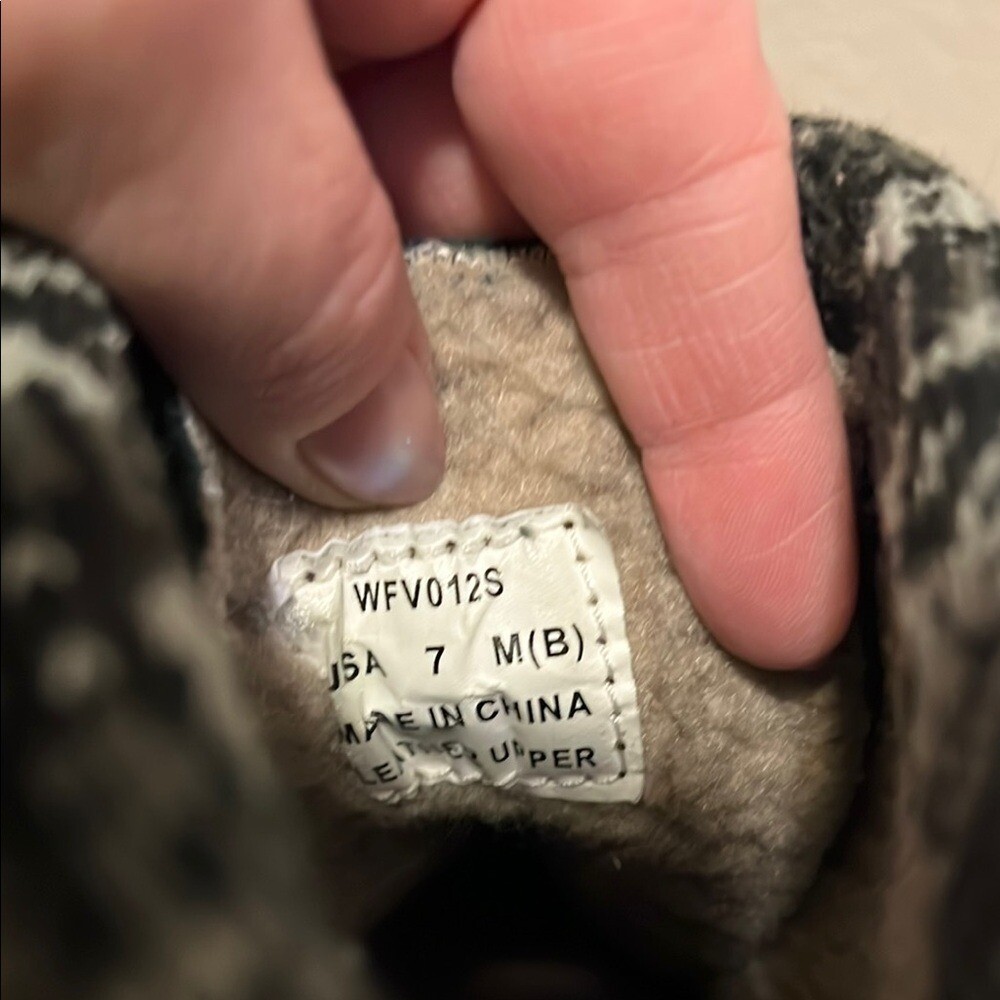 WFV012S
USA 7 M(B)
MADE IN CHINA
LEATHER UPPER